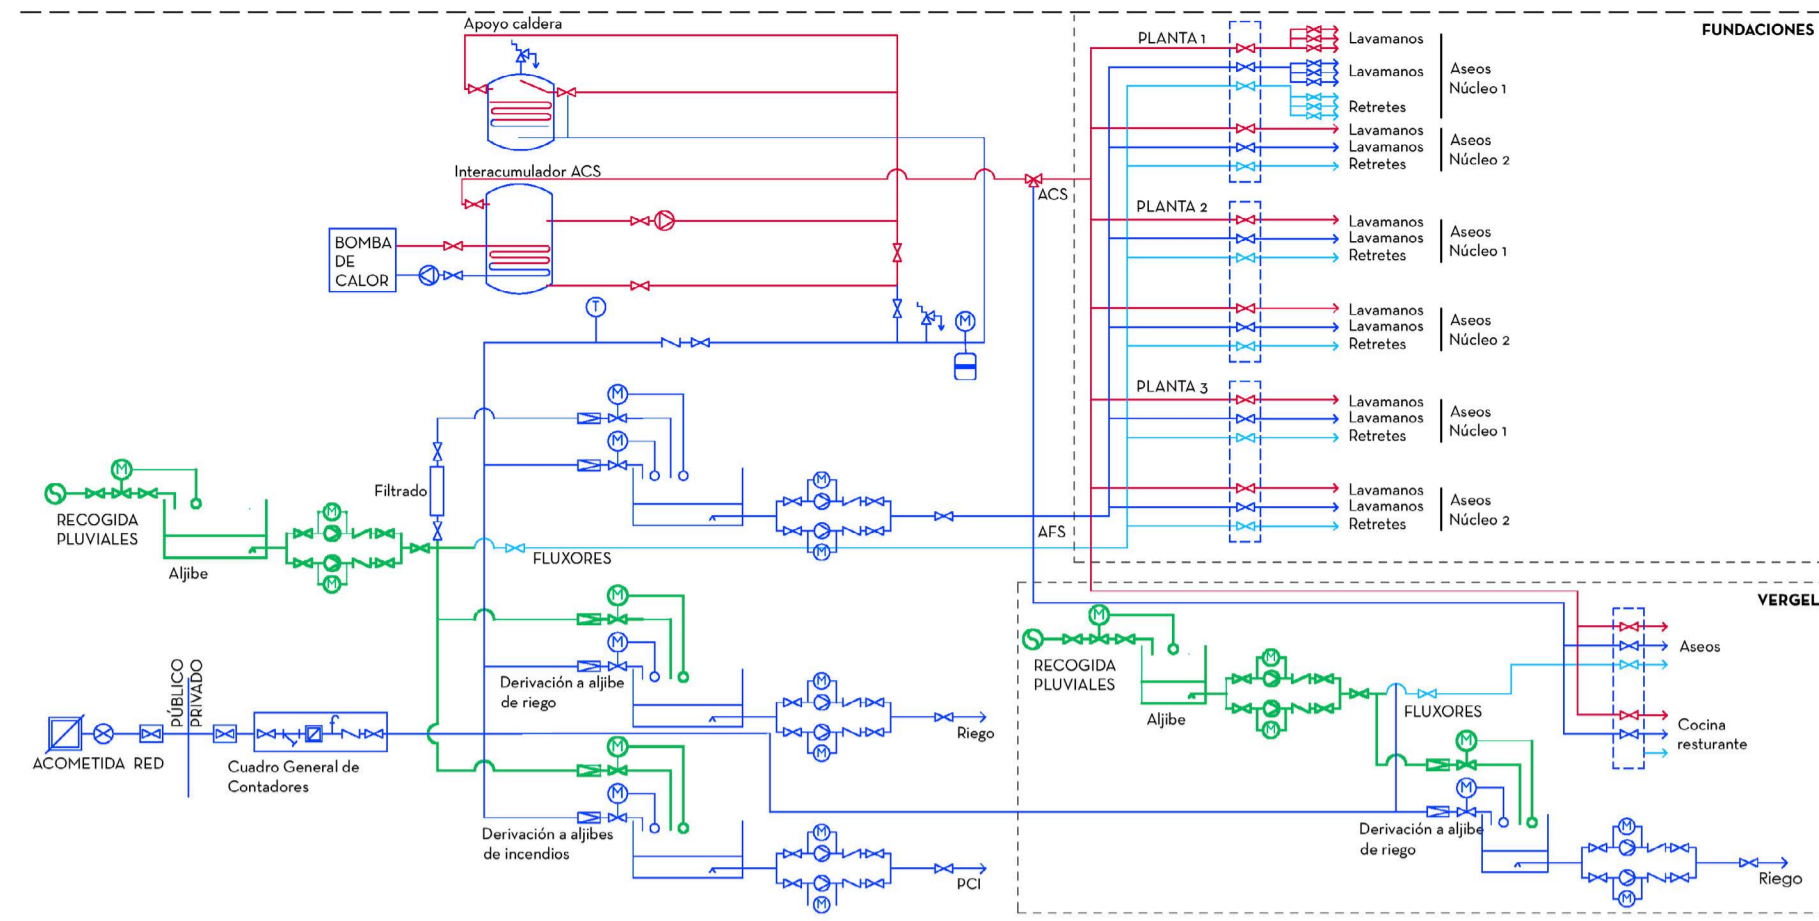 Apoyo caldera
Interacumulador ACS
BOMBA
DE
CALOR
T
M
ACS
FUNDACIONES
PLANTA 1
Lavamanos
Lavamanos
Retretes
Aseos
Núcleo 1
Lavamanos
Lavamanos
Retretes
Aseos
Núcleo 2
PLANTA 2
Lavamanos
Lavamanos
Retretes
Aseos
Núcleo 1
Lavamanos
Lavamanos
Retretes
Aseos
Núcleo 2
PLANTA 3
Lavamanos
Lavamanos
Retretes
Aseos
Núcleo 1
Lavamanos
Lavamanos
Retretes
Aseos
Núcleo 2
M
M
M
M
AFS
Filtrado
M
RECOGIDA
PLUVIALES
Aljibe
M
M
FLUXORES
M
M
Derivación a aljibe
de riego
M
M
Riego
PÚBLICO
PRIVADO
ACOMETIDA RED
f
Cuadro General de
Contadores
M
M
Derivación a aljibes
de incendios
M
M
PCI
VERGEL
M
RECOGIDA
PLUVIALES
Aljibe
M
M
FLUXORES
Aseos
Cocina
resturante
M
M
Derivación a aljibe
de riego
M
M
Riego